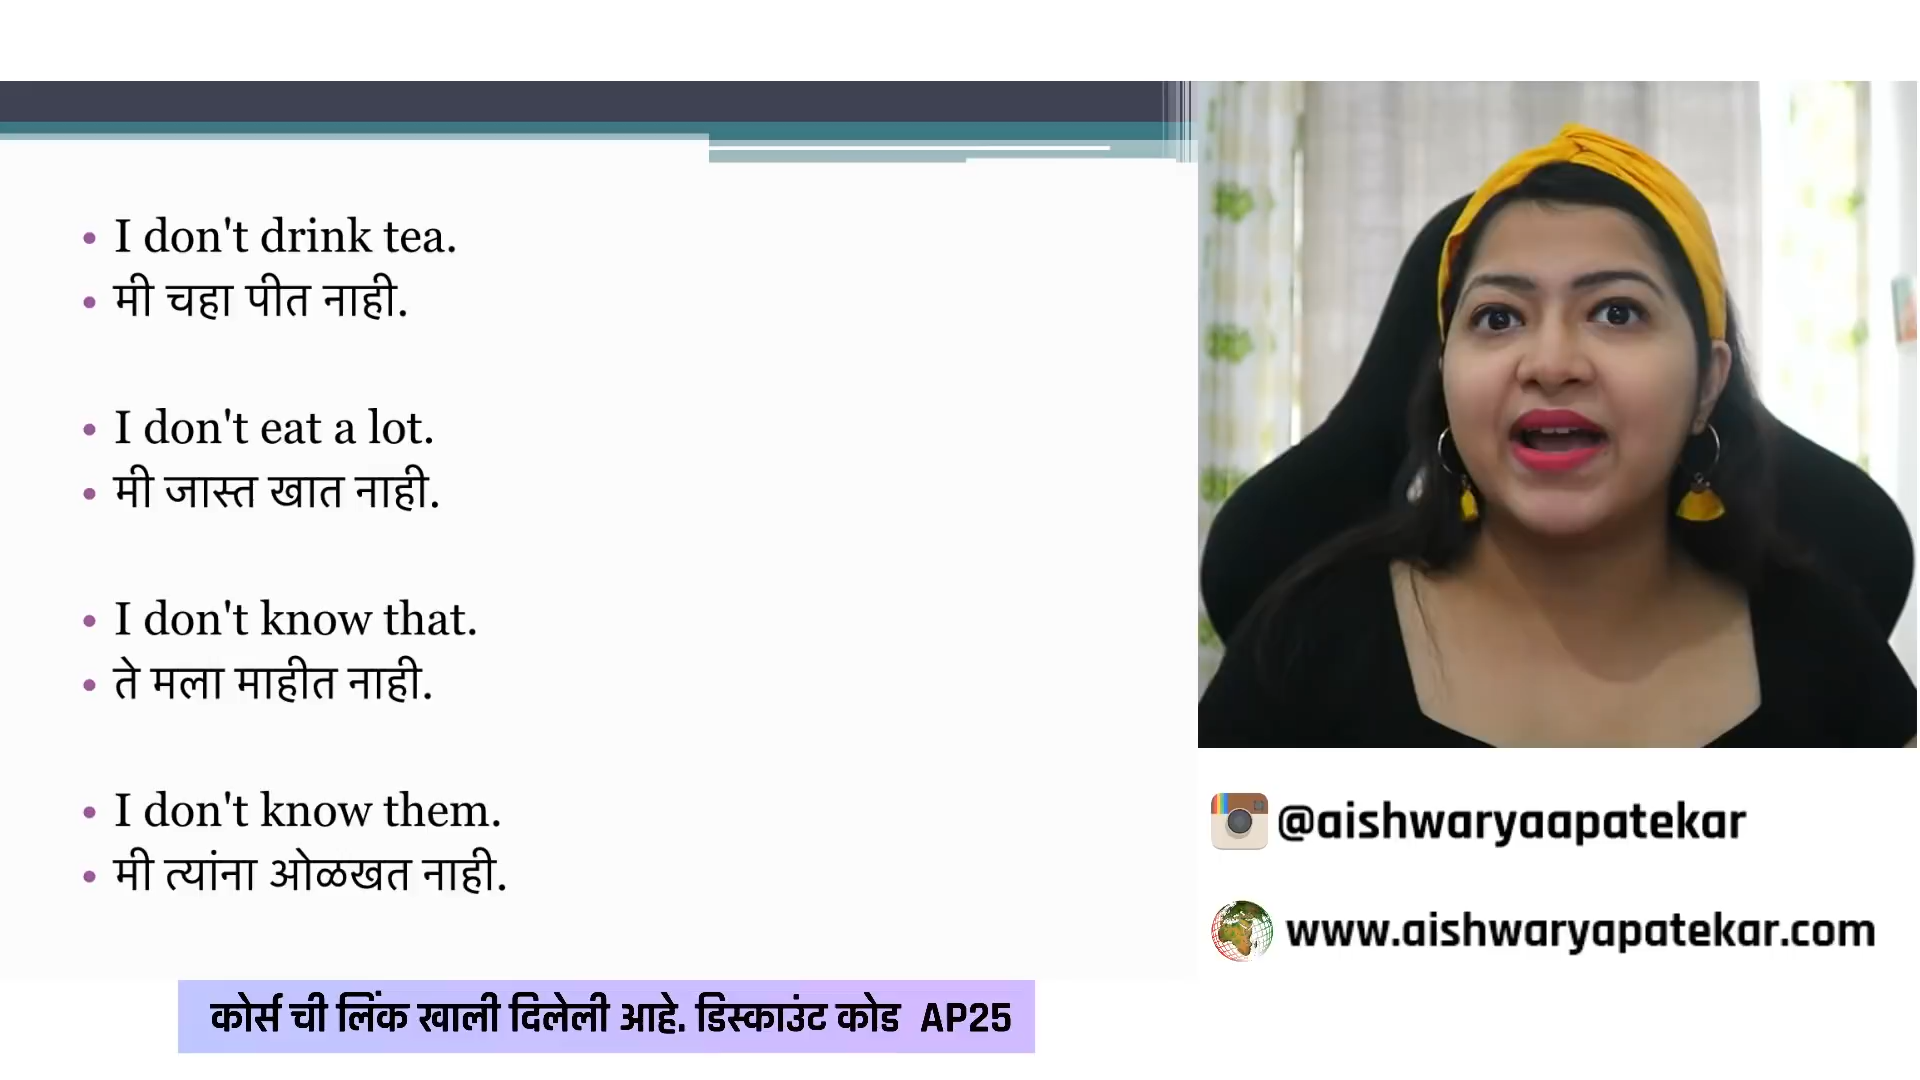 I don't drink tea.
मी चहा पीत नाही.
I don't eat a lot.
मी जास्त खात नाही.
I don't know that.
ते मला माहीत नाही.
I don't know them.
मी त्यांना ओळखत नाही.
@aishwaryaapatekar
www.aishwaryapatekar.com
कोर्स ची लिंक खाली दिलेली आहे. डिस्काउंट कोड AP25